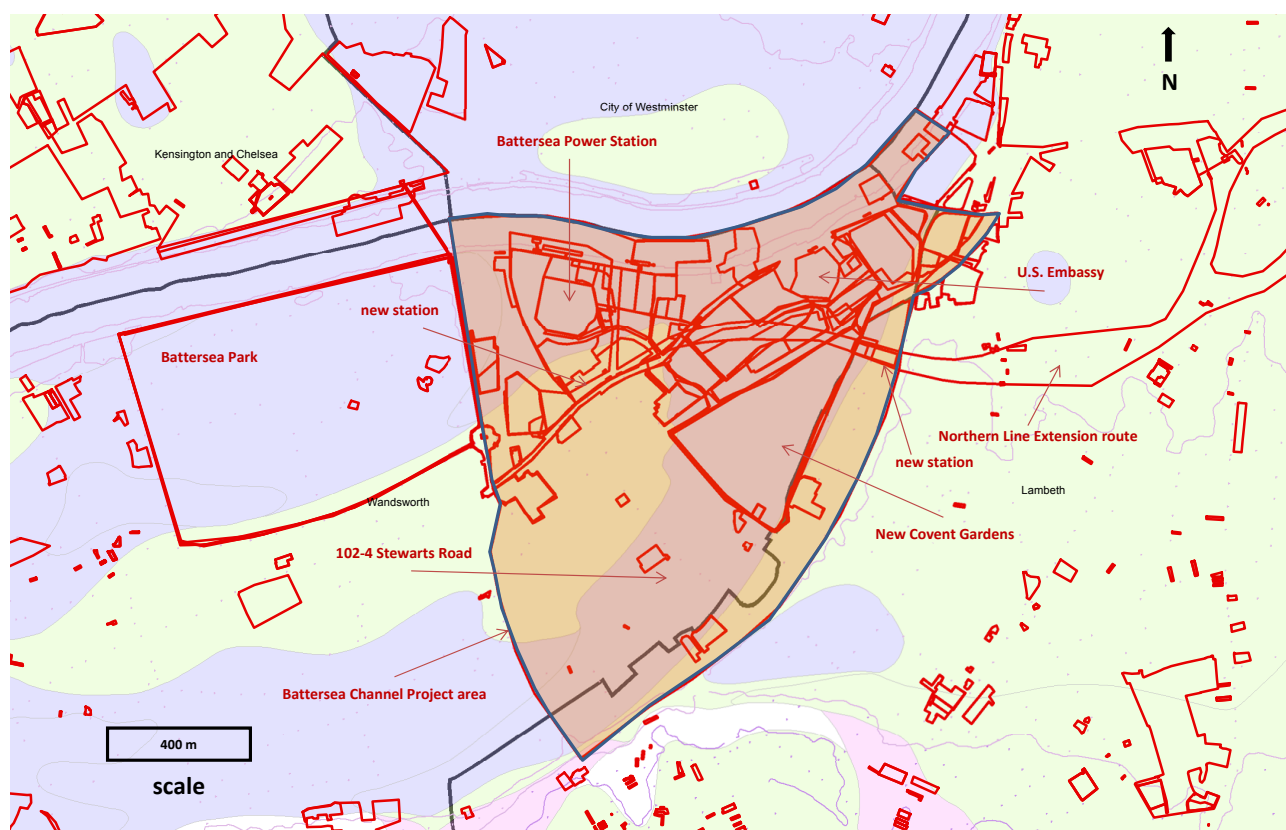 N
City of Westminster
Battersea Power Station
Kensington and Chelsea
U.S. Embassy
new station
Battersea Park
Northern Line Extension route
new station
Lambeth
Wandsworth
New Covent Gardens
102-4 Stewarts Road
Battersea Channel Project area
400 m
scale